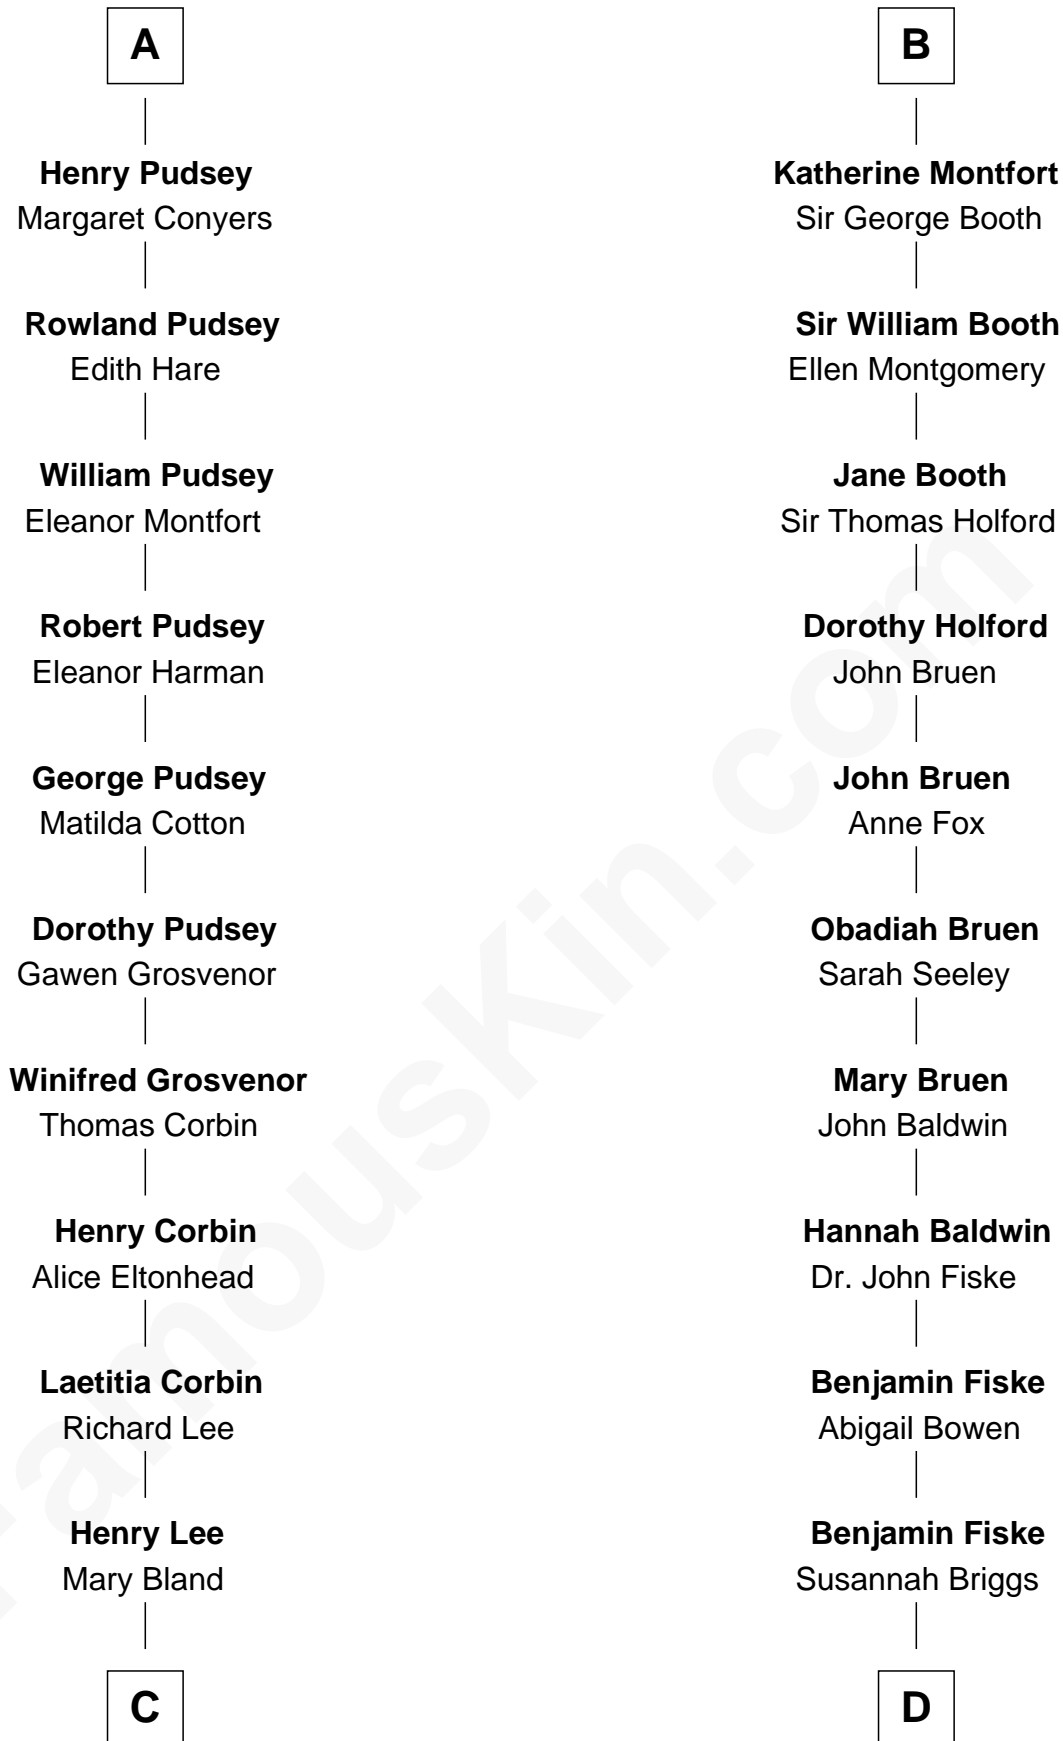 A
Henry Pudsey
Margaret Conyers
Rowland Pudsey
Edith Hare
William Pudsey
Eleanor Montfort
Robert Pudsey
Eleanor Harman
George Pudsey
Matilda Cotton
Dorothy Pudsey
Gawen Grosvenor
Winifred Grosvenor
Thomas Corbin
Henry Corbin
Alice Eltonhead
Laetitia Corbin
Richard Lee
Henry Lee
Mary Bland
C
B
Katherine Montfort
Sir George Booth
Sir William Booth
Ellen Montgomery
Jane Booth
Sir Thomas Holford
Dorothy Holford
John Bruen
John Bruen
Anne Fox
Obadiah Bruen
Sarah Seeley
Mary Bruen
John Baldwin
Hannah Baldwin
Dr. John Fiske
Benjamin Fiske
Abigail Bowen
Benjamin Fiske
Susannah Briggs
D
FamousKin.com